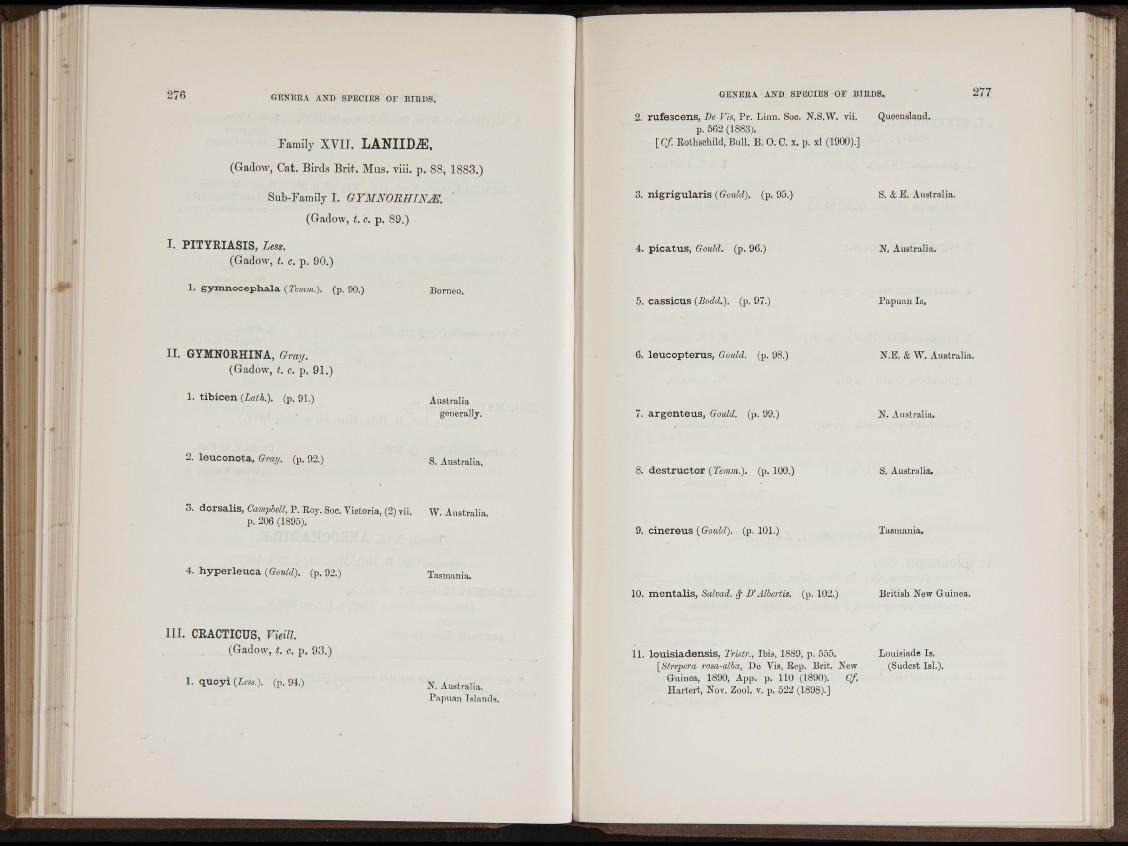 276
GENERA AND SPECIES OF BIRDS.
Family XVII. LANIIDÆ.
(Gadow, Cat. Birds Brit. Mus. viii. p. 88, 1883.)
Sub-Family I. GYMNORHINÆ.
(Gadow, t. c. p. 89.)
I. PITYRIASIS, Less.
(Gadow, t. c. p. 90.)
1. gymnocephala (Temm.). (p. 90.) Borneo.
II. GYMNORHINA, Gray.
(Gadow, t. c. p. 91.)
1. tibicen (Lath.). (p. 91.) Australia
generally.
2. leuconota, Gray. (p. 92.) S. Australia.
3. dorsalis, Campbell, P. Roy. Soc. Victoria, (2) vii. W. Australia.
p. 206 (1895).
4. hyperleuca (Gould). (p. 92.) Tasmania.
III. CRACTICUS, Vieill.
(Gadow, t. c. p. 93.)
1. quoyi (Less.). (p. 94.) N. Australia.
Papuan Islands.
GENERA AND SPECIES OF BIRDS. 277
2. rufescens, De Vis, Pr. Linn. Soc. N.S.W. vii. Queensland.
p. 562 (1883).
[Cf. Rothschild, Bull. B. O. C. x. p. xl (1900).]
3. nigrigularis (Gould). (p. 95.) S. & E. Australia.
4. picatus, Gould. (p. 96.) N. Australia.
5. cassicus (Bodd.). (p. 97.) Papuan Is.
6. leucopterus, Gould. (p. 98.) N.E. & W. Australia.
7. argenteus, Gould. (p. 99.) N. Australia.
8. destructor (Temm.). (p. 100.) S. Australia.
9. cinereus (Gould). (p. 101.) Tasmania.
10. mentalis, Salvad. & D'Albertis. (p. 102.) British New Guinea.
11. louisiadensis, Tristr., Ibis, 1889, p. 555. Louisiade Is.
[Strepera rosa-alba, De Vis, Rep. Brit. New (Sudest Isl.).
Guinea, 1890, App. p. 110 (1890). Cf.
Hartert, Nov. Zool. v. p. 522 (1898).]